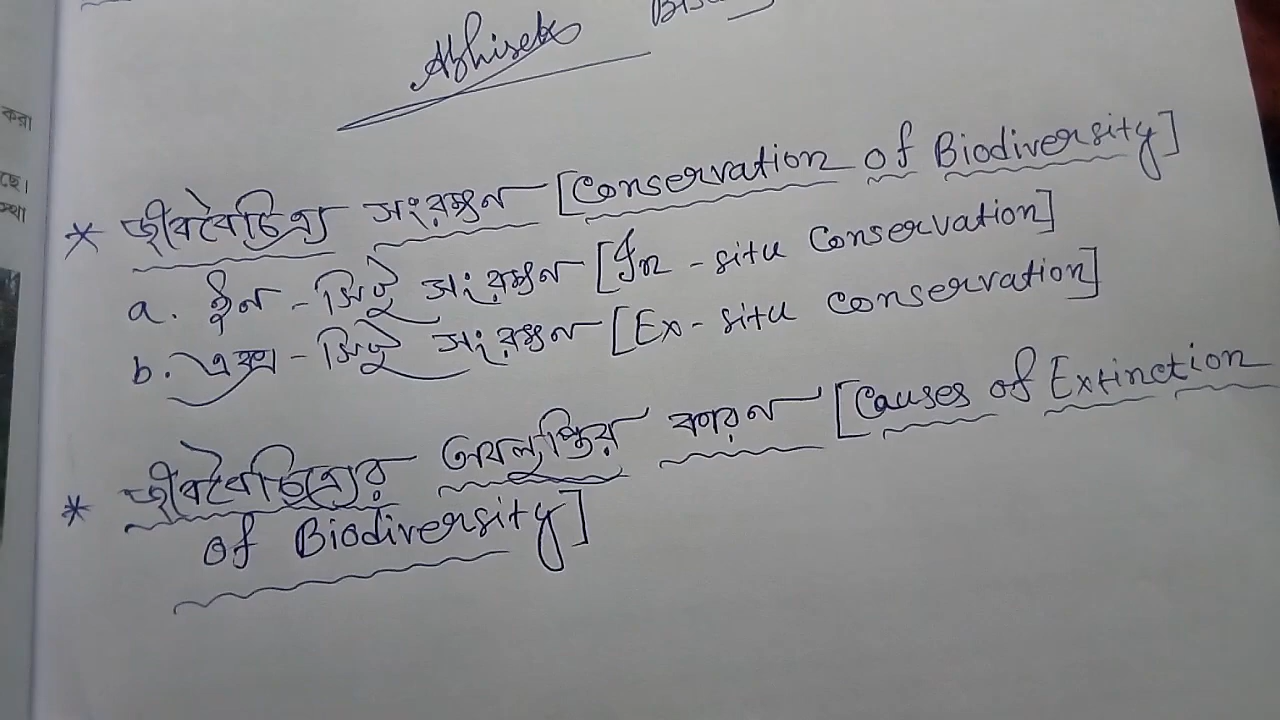 Abhisek
* জীববৈচিত্র্য সংরক্ষণ [Conservation of Biodiversity]
a. ইন - সিটু সংরক্ষণ [In - situ Conservation]
b. এক্স - সিটু সংরক্ষণ [Ex - situ Conservation]
* জীববৈচিত্র্যের অবলুপ্তির কারণ [Causes of Extinction
of Biodiversity]
করা
ছে।